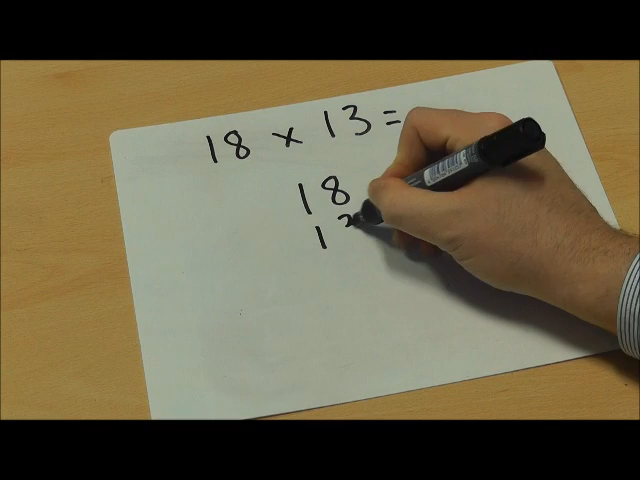 18 × 13 =
18
1